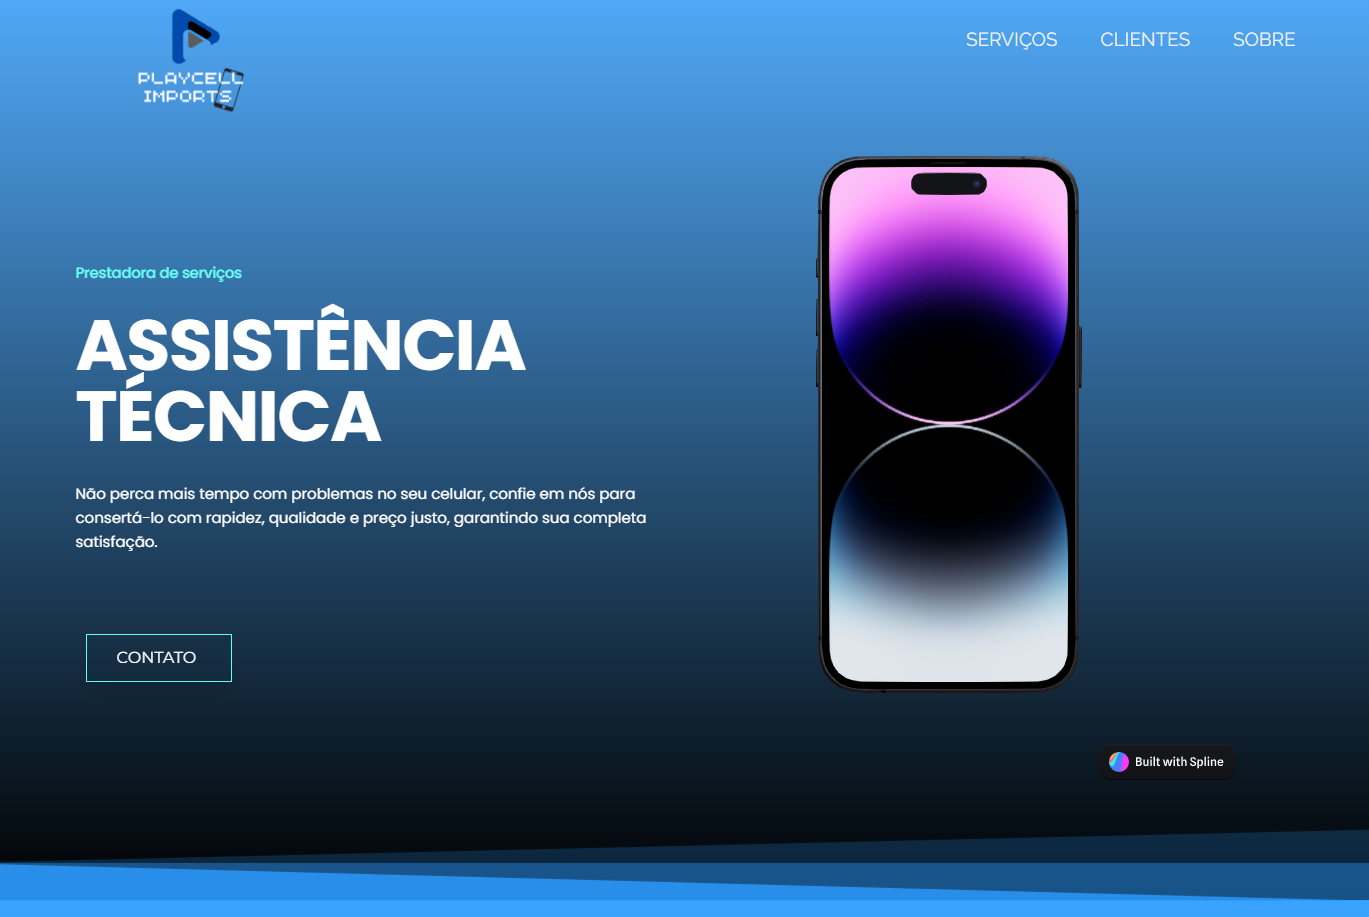 PLAYCELL
IMPORTS
SERVIÇOS
CLIENTES
SOBRE
Prestadora de serviços
ASSISTÊNCIA
TÉCNICA
Não perca mais tempo com problemas no seu celular, confie em nós para
consertá-lo com rapidez, qualidade e preço justo, garantindo sua completa
satisfação.
CONTATO
Built with Spline